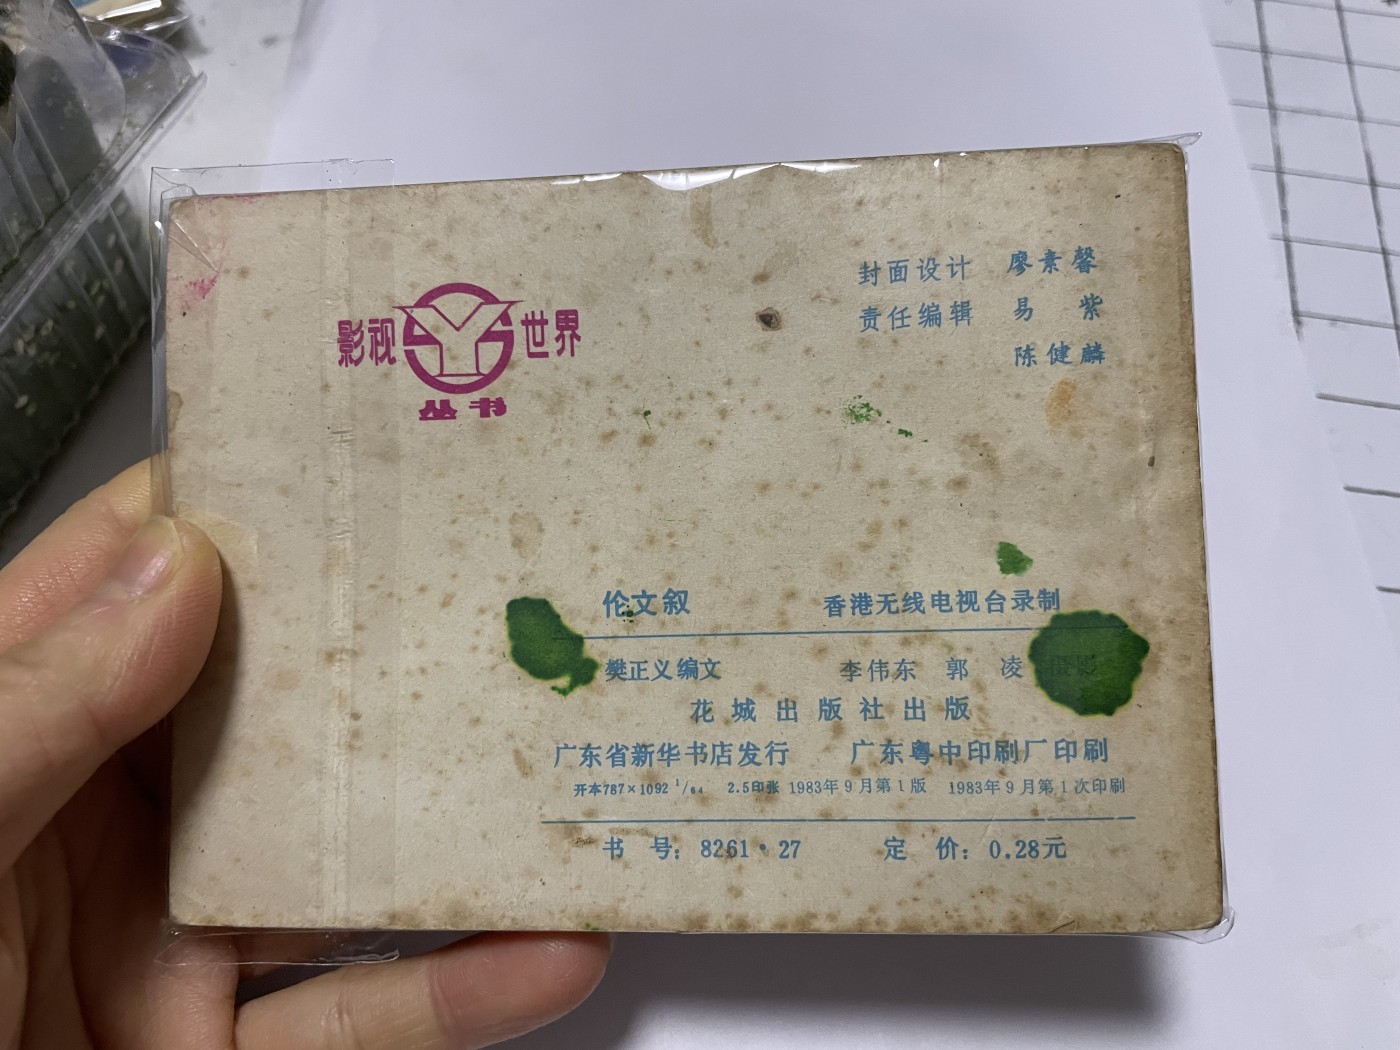 影视世界
丛书
封面设计 廖素馨
责任编辑 易 紫
陈健麟
伦文叙 香港无线电视台录制
樊正义编文 李伟东 郭 凌 摄影
花城出版社出版
广东省新华书店发行 广东粤中印刷厂印刷
开本787×1092 1/64 2.5印张 1983年9月第1版 1983年9月第1次印刷
书 号：8261·27 定 价：0.28元